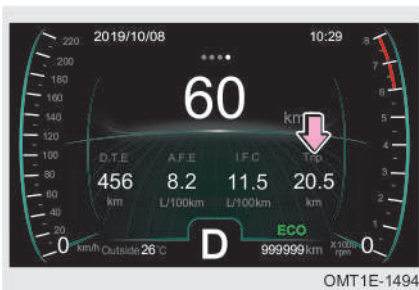 2019/10/08 10:29
220
200
180
160
140
120
100
80
60
40
20
0 km/h
60
8
7
6
5
4
3
2
1
0
D.T.E A.F.E I.F.C Trip
456 8.2 11.5 20.5
km L/100km L/100km km
ECO
Outside 26 °C D 999999 km
X1000
rpm
OMT1E-1494